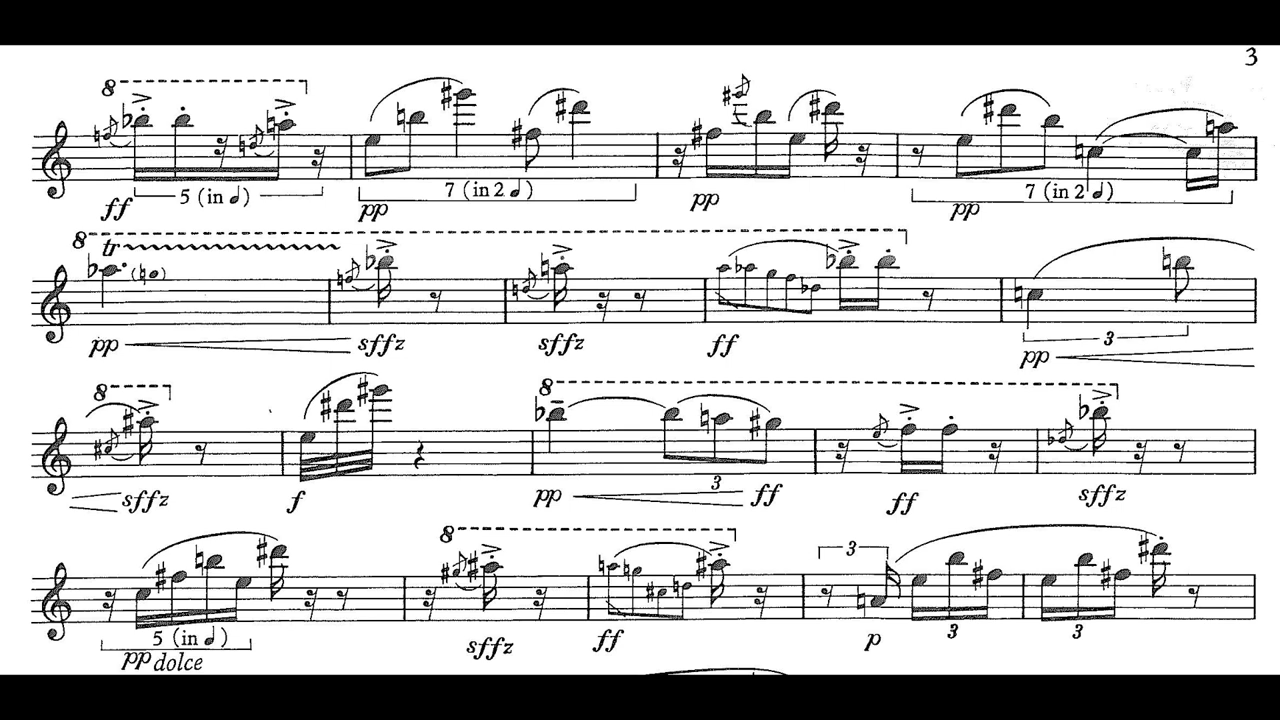 3
8
5 (in 𝅗𝅥)
7 (in 2 𝅗𝅥)
7 (in 2 𝅗𝅥)
ff
pp
pp
pp
8
tr
3
pp
sffz
sffz
ff
pp
8
8
3
sffz
f
pp
ff
ff
sffz
8
3
5 (in 𝅗𝅥)
3
3
pp dolce
sffz
ff
p